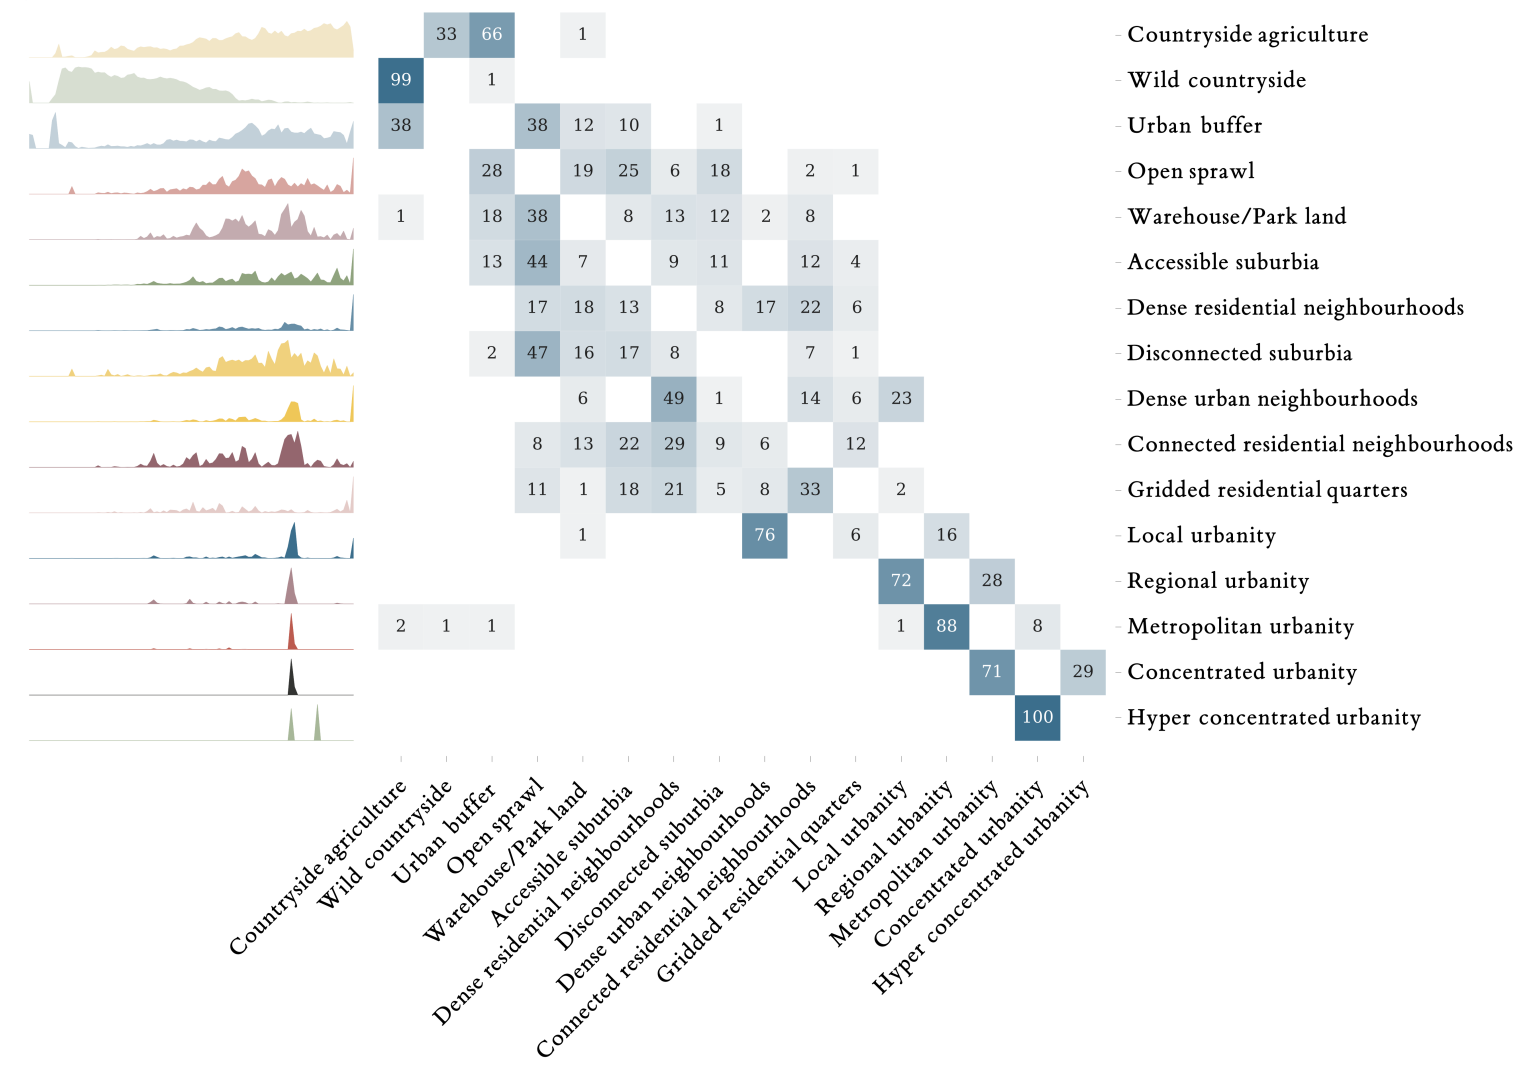 33 66 1 Countryside agriculture
99 1 Wild countryside
38 38 12 10 1 Urban buffer
28 19 25 6 18 2 1 Open sprawl
1 18 38 8 13 12 2 8 Warehouse/Park land
13 44 7 9 11 12 4 Accessible suburbia
17 18 13 8 17 22 6 Dense residential neighbourhoods
2 47 16 17 8 7 1 Disconnected suburbia
6 49 1 14 6 23 Dense urban neighbourhoods
8 13 22 29 9 6 12 Connected residential neighbourhoods
11 1 18 21 5 8 33 2 Gridded residential quarters
1 76 6 16 Local urbanity
72 28 Regional urbanity
2 1 1 1 88 8 Metropolitan urbanity
71 29 Concentrated urbanity
100 Hyper concentrated urbanity
Countryside agriculture
Wild countryside
Urban buffer
Open sprawl
Warehouse/Park land
Accessible suburbia
Dense residential neighbourhoods
Disconnected suburbia
Dense urban neighbourhoods
Connected residential neighbourhoods
Gridded residential quarters
Local urbanity
Regional urbanity
Metropolitan urbanity
Concentrated urbanity
Hyper concentrated urbanity